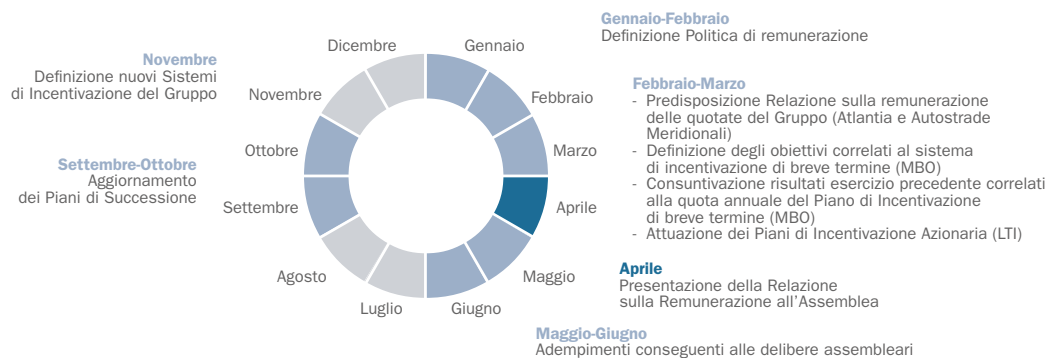 Gennaio-Febbraio
Definizione Politica di remunerazione
Febbraio-Marzo
- Predisposizione Relazione sulla remunerazione
delle quotate del Gruppo (Atlantia e Autostrade
Meridionali)
- Definizione degli obiettivi correlati al sistema
di incentivazione di breve termine (MBO)
- Consuntivazione risultati esercizio precedente correlati
alla quota annuale del Piano di Incentivazione
di breve termine (MBO)
- Attuazione dei Piani di Incentivazione Azionaria (LTI)
Aprile
Presentazione della Relazione
sulla Remunerazione all'Assemblea
Maggio-Giugno
Adempimenti conseguenti alle delibere assembleari
Settembre-Ottobre
Aggiornamento
dei Piani di Successione
Novembre
Definizione nuovi Sistemi
di Incentivazione del Gruppo
Gennaio
Febbraio
Marzo
Aprile
Maggio
Giugno
Luglio
Agosto
Settembre
Ottobre
Novembre
Dicembre